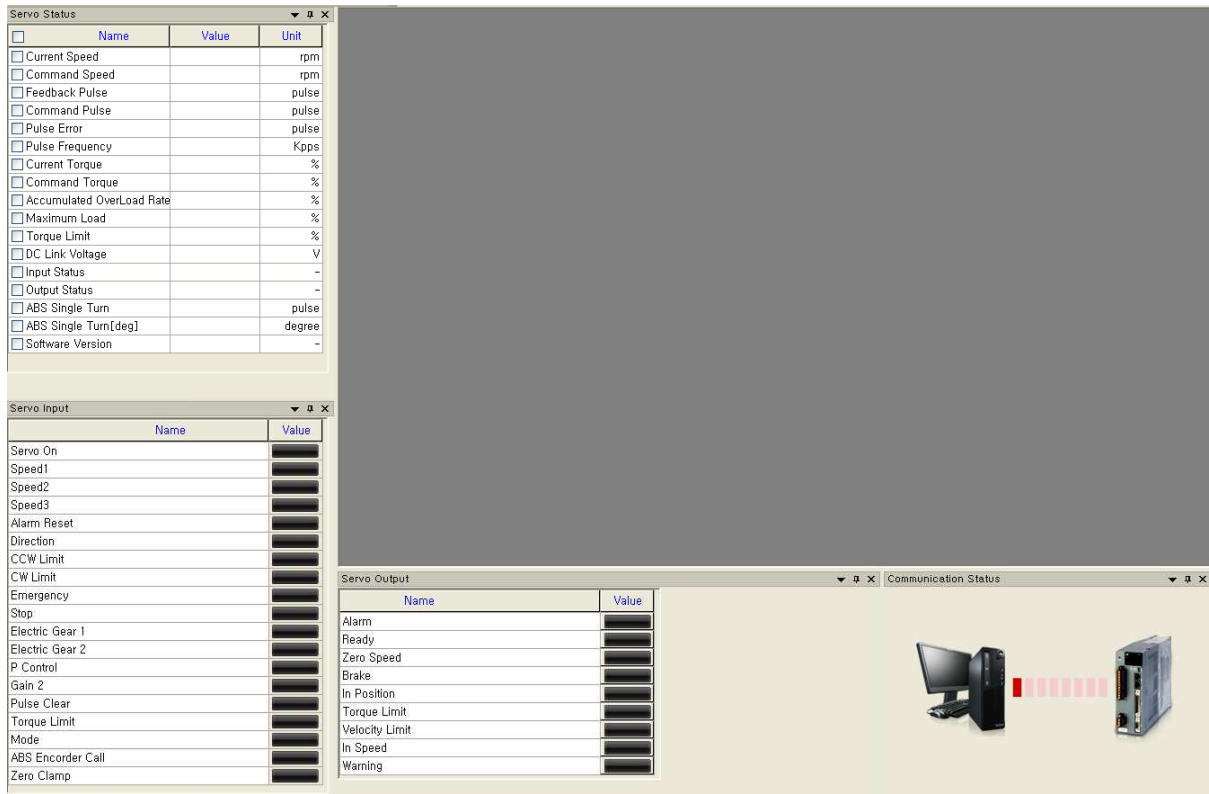 Servo Status
Name Value Unit
Current Speed rpm
Command Speed rpm
Feedback Pulse pulse
Command Pulse pulse
Pulse Error pulse
Pulse Frequency Kpps
Current Torque %
Command Torque %
Accumulated OverLoad Rate %
Maximum Load %
Torque Limit %
DC Link Voltage V
Input Status -
Output Status -
ABS Single Turn pulse
ABS Single Turn[deg] degree
Software Version -
Servo Input
Name Value
Servo On
Speed1
Speed2
Speed3
Alarm Reset
Direction
CCW Limit
CW Limit
Emergency
Stop
Electric Gear 1
Electric Gear 2
P Control
Gain 2
Pulse Clear
Torque Limit
Mode
ABS Encorder Call
Zero Clamp
Servo Output
Name Value
Alarm
Ready
Zero Speed
Brake
In Position
Torque Limit
Velocity Limit
In Speed
Warning
Communication Status